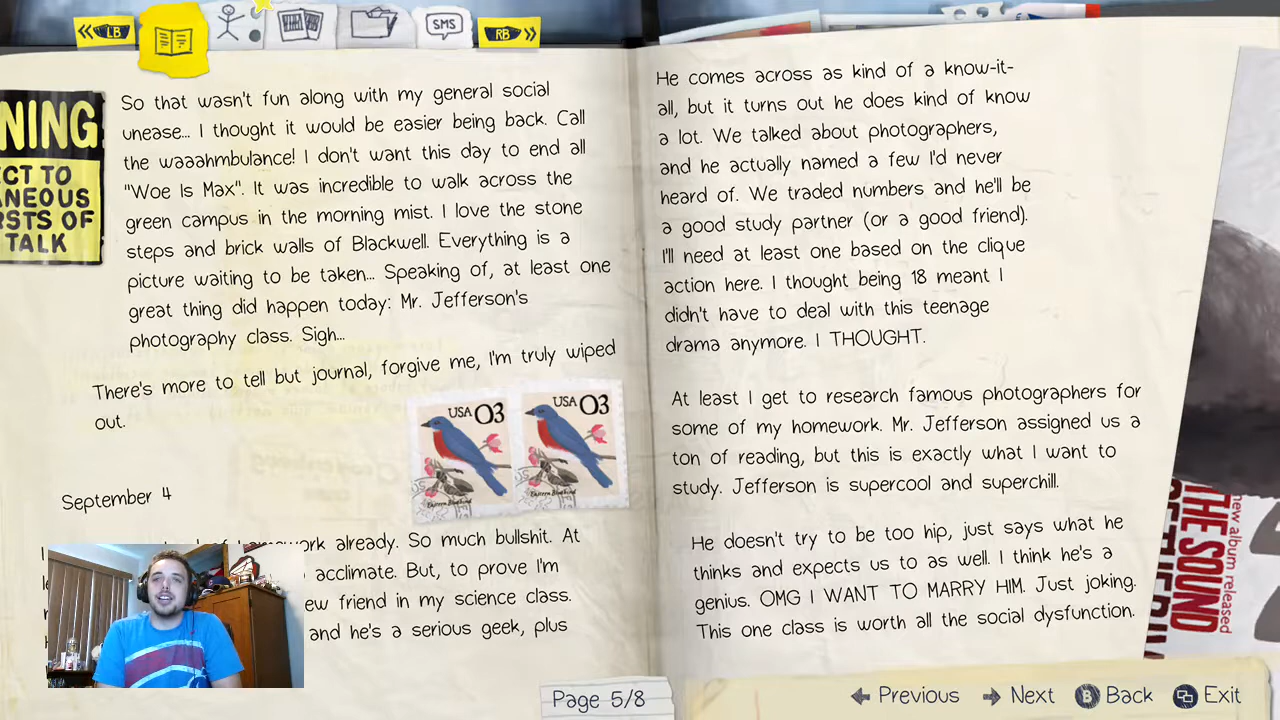 LB
SMS
RB
NING
ECT TO
ANEOUS
RSTS OF
TALK
So that wasn't fun along with my general social
unease... I thought it would be easier being back. Call
the waaahmbulance! I don't want this day to end all
"Woe Is Max". It was incredible to walk across the
green campus in the morning mist. I love the stone
steps and brick walls of Blackwell. Everything is a
picture waiting to be taken... Speaking of, at least one
great thing did happen today: Mr. Jefferson's
photography class. Sigh...
There's more to tell but journal, forgive me, I'm truly wiped
out.
USA 03
USA 03
Eastern Bluebird
Eastern Bluebird
September 4
work already. So much bullshit. At
acclimate. But, to prove I'm
ew friend in my science class.
and he's a serious geek, plus
He comes across as kind of a know-it-
all, but it turns out he does kind of know
a lot. We talked about photographers,
and he actually named a few I'd never
heard of. We traded numbers and he'll be
a good study partner (or a good friend).
I'll need at least one based on the clique
action here. I thought being 18 meant I
didn't have to deal with this teenage
drama anymore. I THOUGHT.
At least I get to research famous photographers for
some of my homework. Mr. Jefferson assigned us a
ton of reading, but this is exactly what I want to
study. Jefferson is supercool and superchill.
He doesn't try to be too hip, just says what he
thinks and expects us to as well. I think he's a
genius. OMG I WANT TO MARRY HIM. Just joking.
This one class is worth all the social dysfunction.
new album released
THE SOUND
Page 5/8
Previous
Next
B Back
Exit